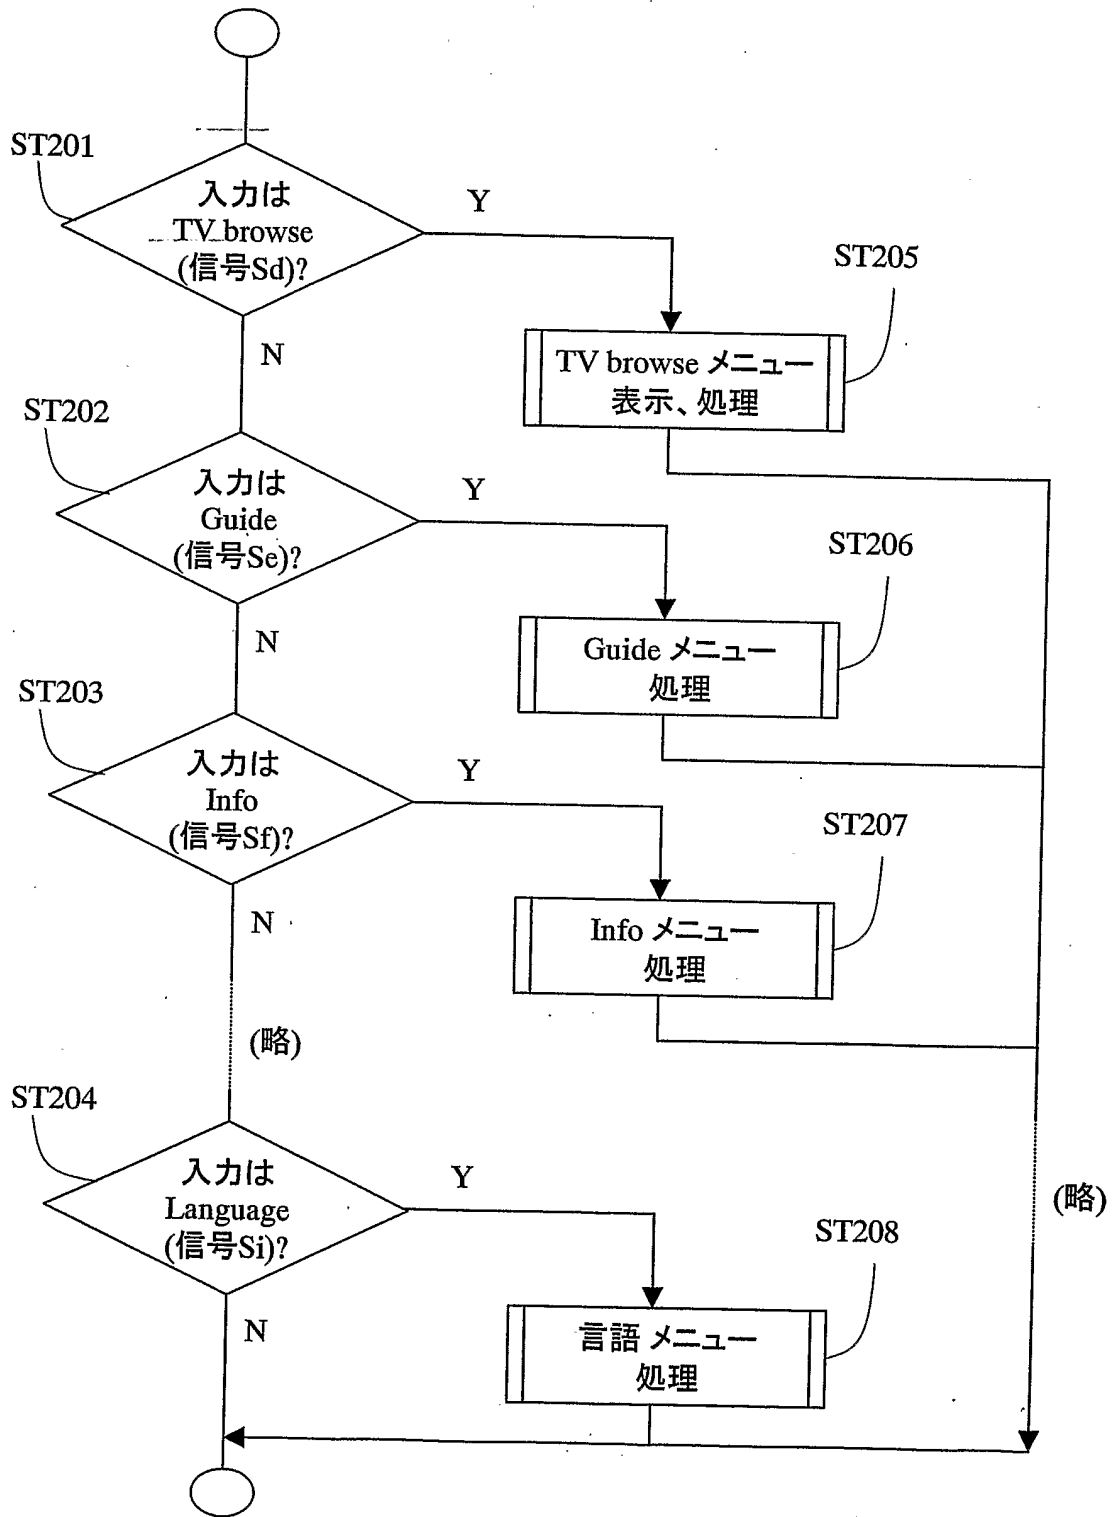 ST201
入力は
TV browse
(信号Sd)?
Y
N
ST205
TV browse メニュー
表示、処理
ST202
入力は
Guide
(信号Se)?
Y
N
ST206
Guide メニュー
処理
ST203
入力は
Info
(信号Sf)?
Y
N
ST207
Info メニュー
処理
(略)
ST204
入力は
Language
(信号Si)?
Y
N
(略)
ST208
言語 メニュー
処理